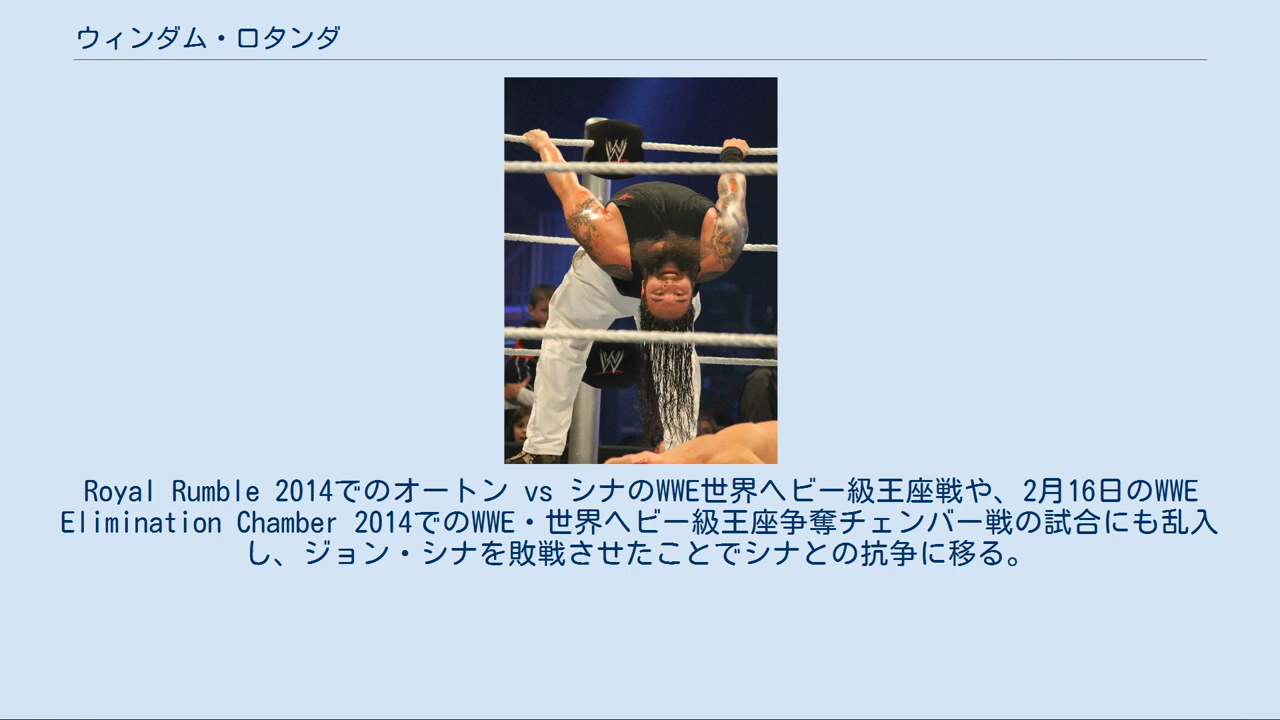 ウィンダム・ロタンダ
W
W
Royal Rumble 2014でのオートン vs シナのWWE世界ヘビー級王座戦や、2月16日のWWE
Elimination Chamber 2014でのWWE・世界ヘビー級王座争奪チェンバー戦の試合にも乱入
し、ジョン・シナを敗戦させたことでシナとの抗争に移る。